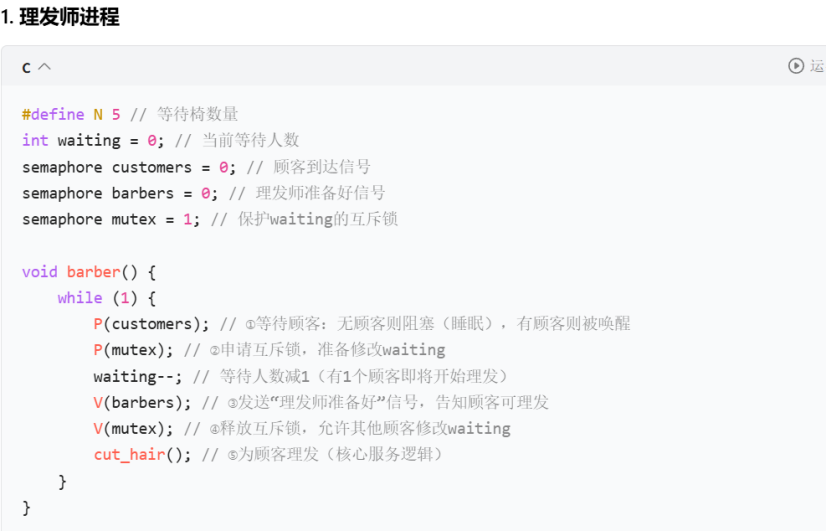 1. 理发师进程
C
运
#define N 5 // 等待椅数量
int waiting = 0; // 当前等待人数
semaphore customers = 0; // 顾客到达信号
semaphore barbers = 0; // 理发师准备好信号
semaphore mutex = 1; // 保护waiting的互斥锁
void barber() {
while (1) {
P(customers); // ①等待顾客：无顾客则阻塞（睡眠），有顾客则被唤醒
P(mutex); // ②申请互斥锁，准备修改waiting
waiting--; // 等待人数减1（有1个顾客即将开始理发）
V(barbers); // ③发送“理发师准备好”信号，告知顾客可理发
V(mutex); // ④释放互斥锁，允许其他顾客修改waiting
cut_hair(); // ⑤为顾客理发（核心服务逻辑）
}
}